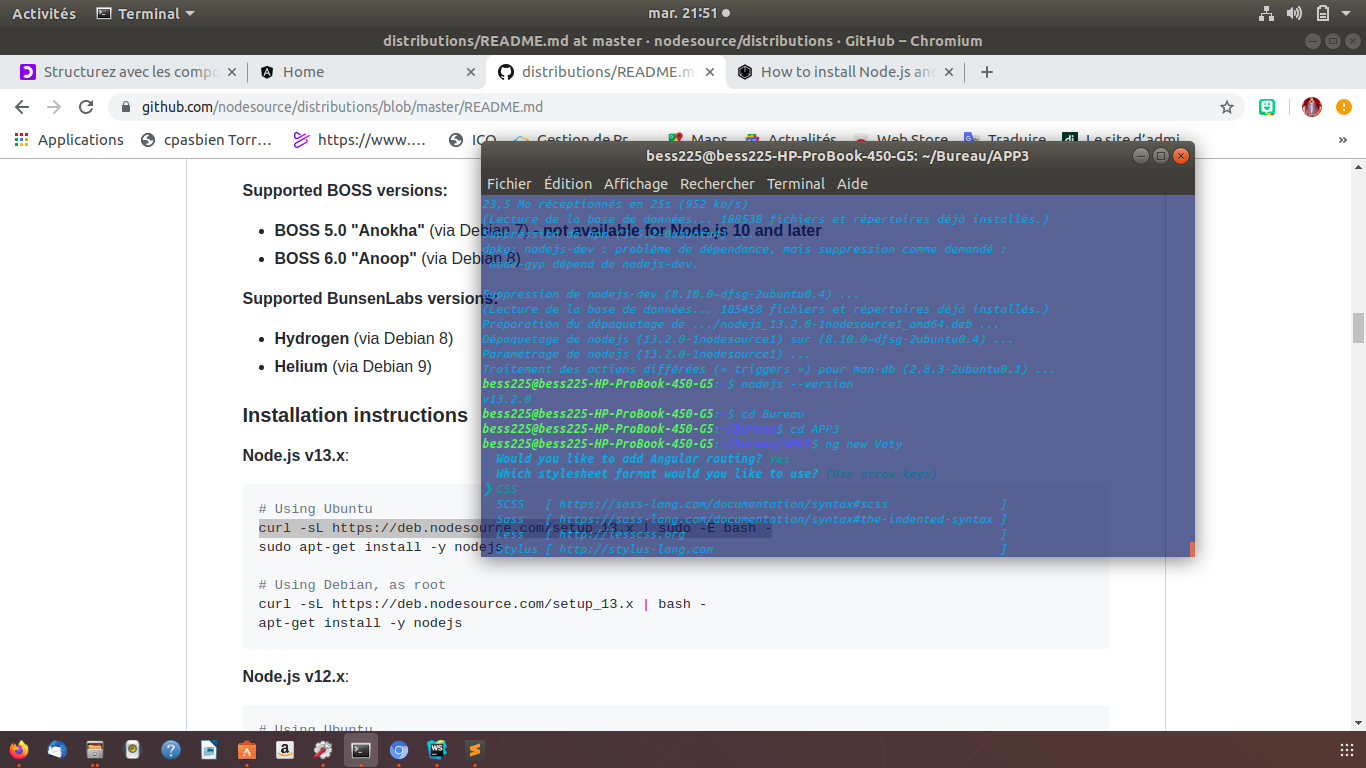 Activités
Terminal
mar. 21:51
distributions/README.md at master · nodesource/distributions · GitHub – Chromium
Structurez avec les compo
Home
distributions/README.m
How to install Node.js and
github.com/nodesource/distributions/blob/master/README.md
Applications
cpasbien Torr…
https://www.…
ICO
Gestion de Pr
Maps
Actualités
Web Store
Traduire
Le site d'admi
»
Supported BOSS versions:
BOSS 5.0 "Anokha" (via Debian 7) - not available for Node.js 10 and later
BOSS 6.0 "Anoop" (via Debian 8)
Supported BunsenLabs versions:
Hydrogen (via Debian 8)
Helium (via Debian 9)
Installation instructions
Node.js v13.x:
# Using Ubuntu
curl -sL https://deb.nodesource.com/setup_13.x | sudo -E bash -
sudo apt-get install -y nodejs
# Using Debian, as root
curl -sL https://deb.nodesource.com/setup_13.x | bash -
apt-get install -y nodejs
Node.js v12.x:
# Using Ubuntu
bess225@bess225-HP-ProBook-450-G5: ~/Bureau/APP3
Fichier Édition Affichage Rechercher Terminal Aide
23,5 Mo réceptionnés en 25s (952 ko/s)
(Lecture de la base de données... 188538 fichiers et répertoires déjà installés.)
Suppression de npm
dpkg: nodejs-dev : problème de dépendance, mais suppression comme demandé :
node-gyp dépend de nodejs-dev.
Suppression de nodejs-dev (8.10.0~dfsg-2ubuntu0.4) ...
(Lecture de la base de données... 185458 fichiers et répertoires déjà installés.)
Préparation du dépaquetage de .../nodejs_13.2.0-1nodesource1_amd64.deb ...
Dépaquetage de nodejs (13.2.0-1nodesource1) sur (8.10.0~dfsg-2ubuntu0.4) ...
Paramétrage de nodejs (13.2.0-1nodesource1) ...
Traitement des actions différées (« triggers ») pour man-db (2.8.3-2ubuntu0.1) ...
bess225@bess225-HP-ProBook-450-G5:~$ nodejs --version
v13.2.0
bess225@bess225-HP-ProBook-450-G5:~$ cd Bureau
bess225@bess225-HP-ProBook-450-G5:~/Bureau$ cd APP3
bess225@bess225-HP-ProBook-450-G5:~/Bureau/APP3$ ng new Voty
Would you like to add Angular routing? Yes
Which stylesheet format would you like to use? (Use arrow keys)
❯ CSS
SCSS [ https://sass-lang.com/documentation/syntax#scss ]
Sass [ https://sass-lang.com/documentation/syntax#the-indented-syntax ]
Less [ http://lesscss.org ]
Stylus [ http://stylus-lang.com ]